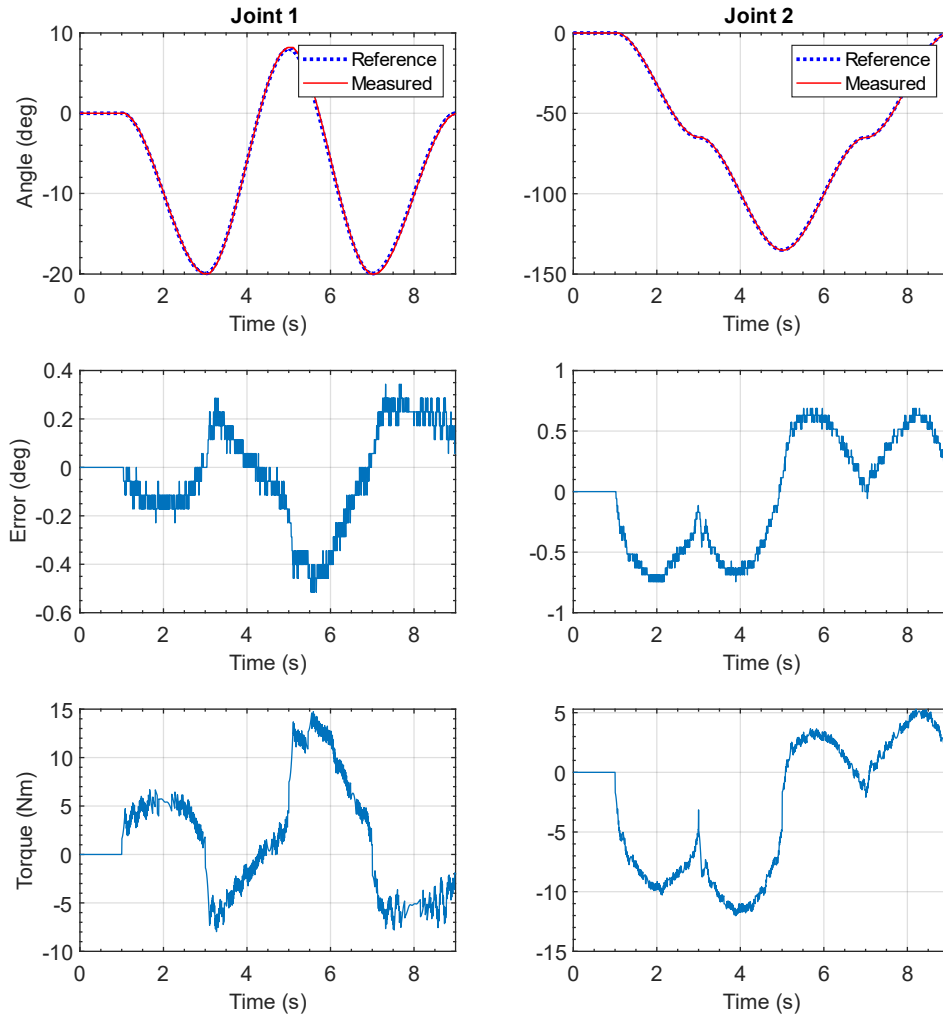 Joint 1
10
0
-10
-20
Angle (deg)
Reference
Measured
0 2 4 6 8
Time (s)
Joint 2
0
-50
-100
-150
Reference
Measured
0 2 4 6 8
Time (s)
0.4
0.2
0
-0.2
-0.4
-0.6
Error (deg)
0 2 4 6 8
Time (s)
1
0.5
0
-0.5
-1
0 2 4 6 8
Time (s)
15
10
5
0
-5
-10
Torque (Nm)
0 2 4 6 8
Time (s)
5
0
-5
-10
-15
0 2 4 6 8
Time (s)